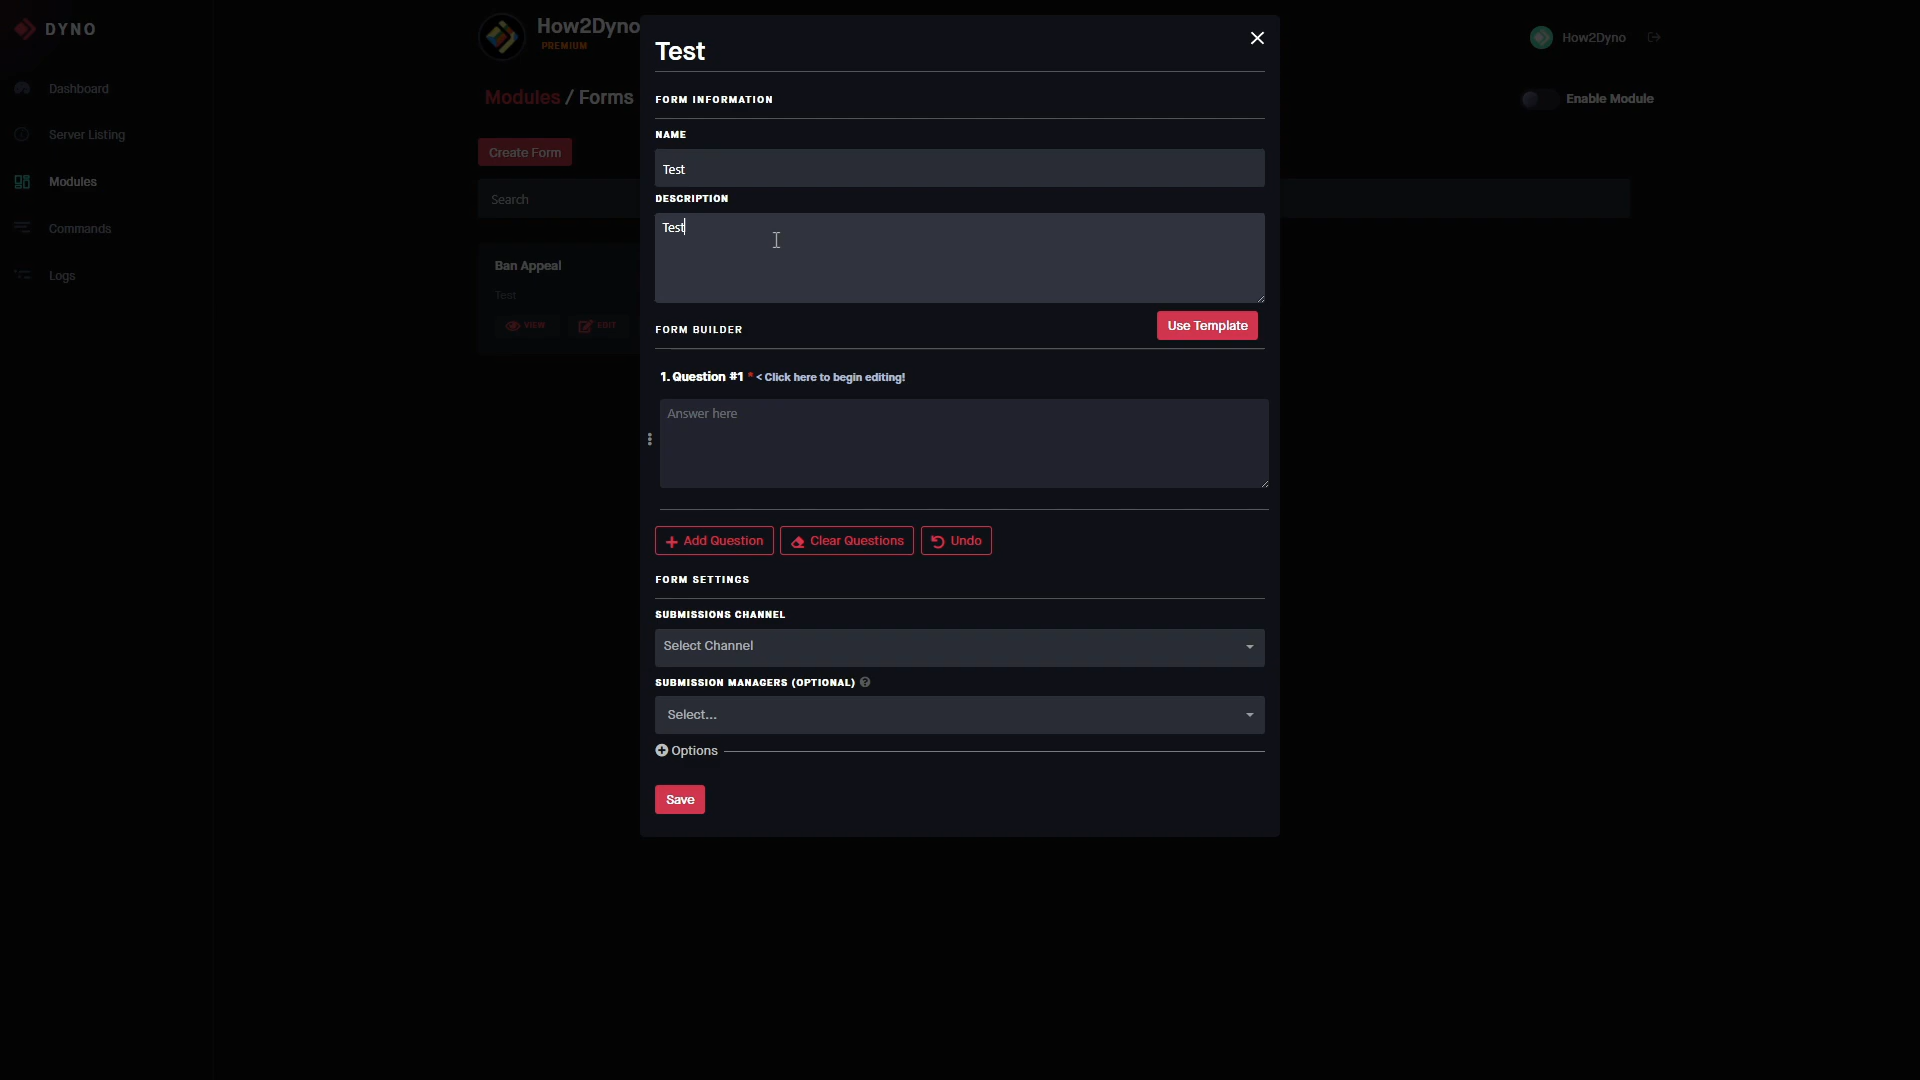 DYNO
Dashboard
Server Listing
Modules
Commands
Logs
How2Dyno
PREMIUM
Modules / Forms
Create Form
Search
Ban Appeal
Test
VIEW
EDIT
How2Dyno
Enable Module
Test
FORM INFORMATION
NAME
Test
DESCRIPTION
Test
FORM BUILDER
Use Template
1. Question #1 * < Click here to begin editing!
Answer here
Add Question
Clear Questions
Undo
FORM SETTINGS
SUBMISSIONS CHANNEL
Select Channel
SUBMISSION MANAGERS (OPTIONAL) ?
Select...
Options
Save